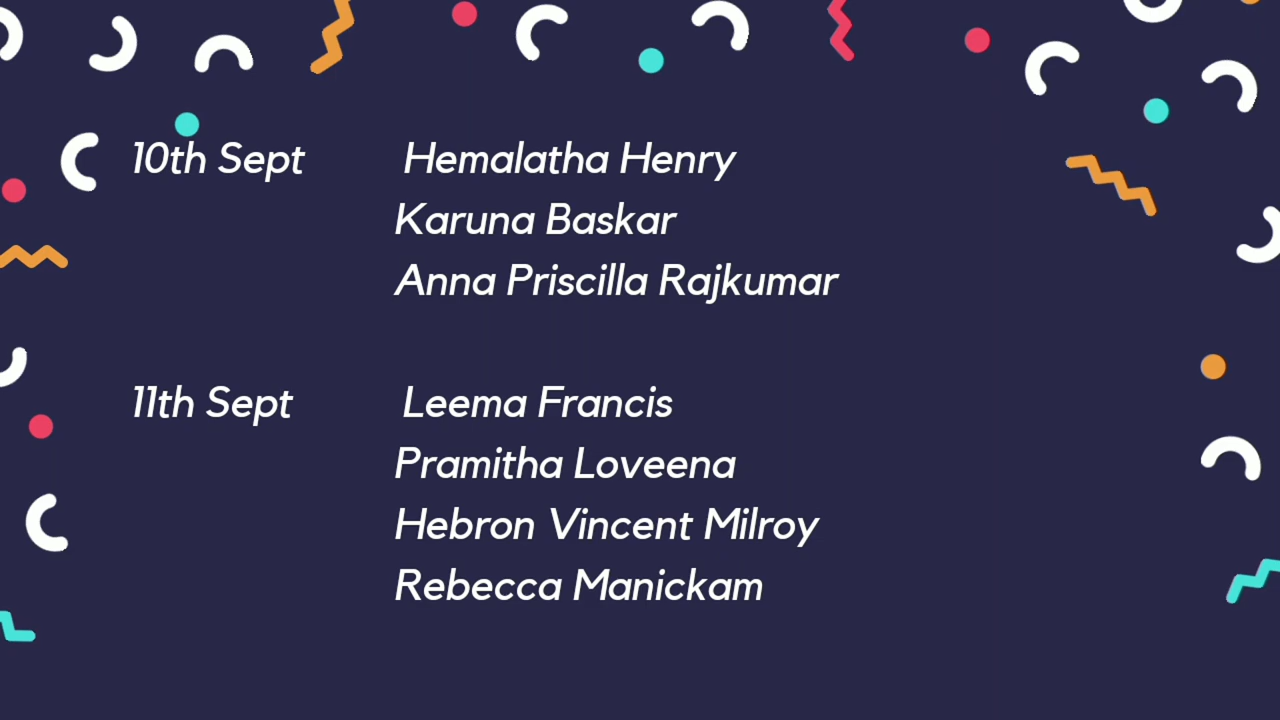 10th Sept Hemalatha Henry
Karuna Baskar
Anna Priscilla Rajkumar
11th Sept Leema Francis
Pramitha Loveena
Hebron Vincent Milroy
Rebecca Manickam